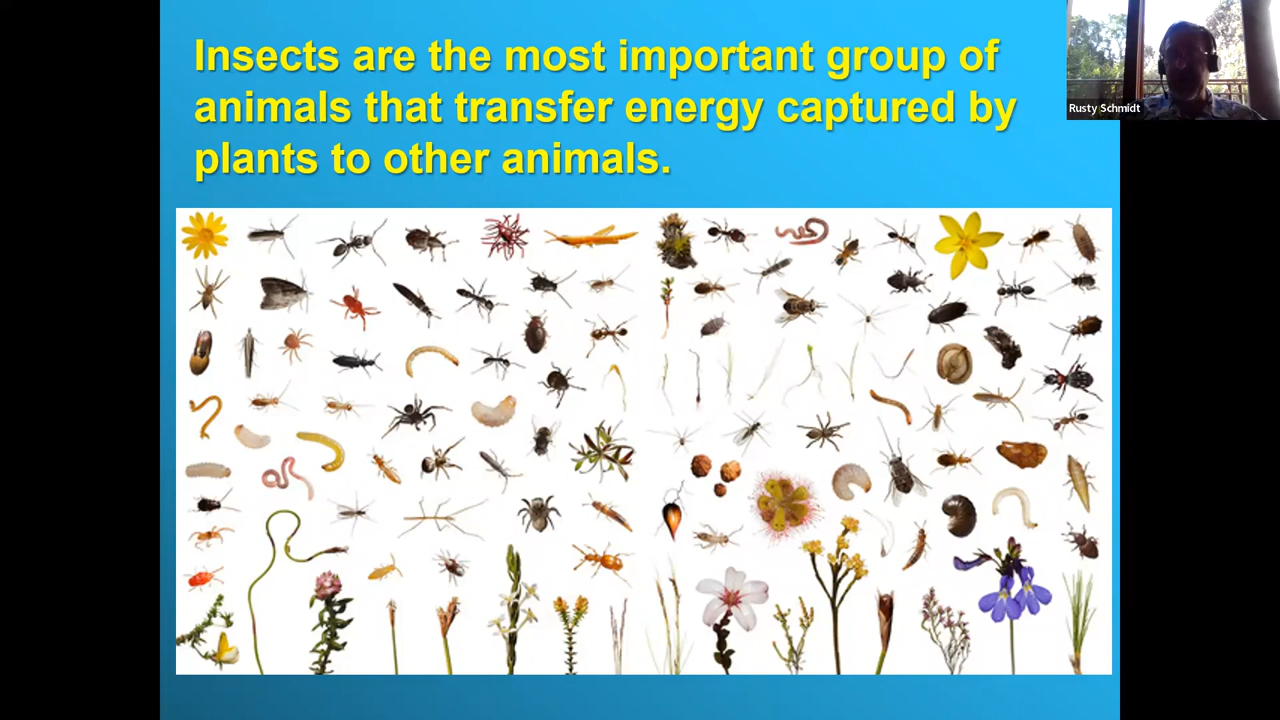 Insects are the most important group of
animals that transfer energy captured by
plants to other animals.
Rusty Schmidt